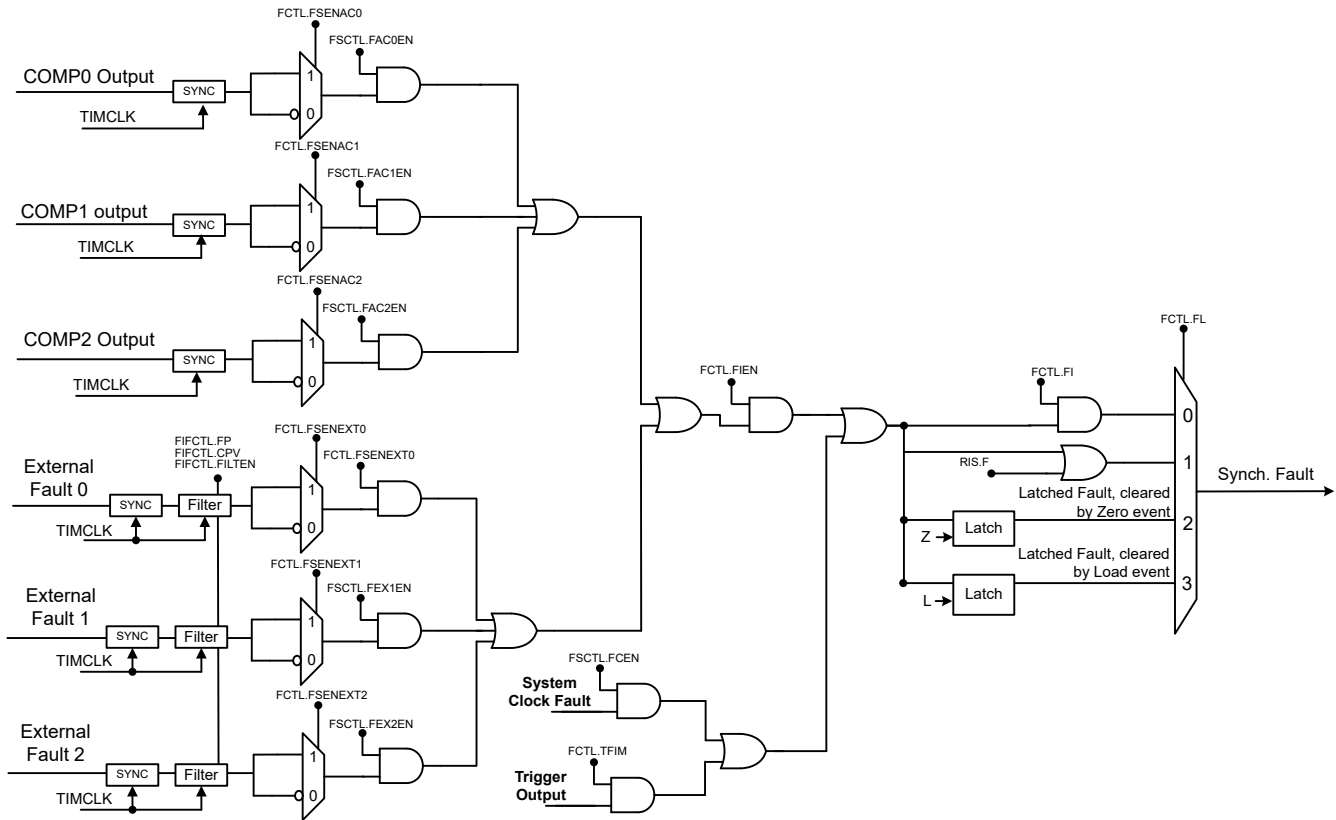 FCTL.FSENAC0
FSCTL.FAC0EN
COMP0 Output
SYNC
TIMCLK
1
0
FCTL.FSENAC1
FSCTL.FAC1EN
COMP1 output
SYNC
TIMCLK
1
0
FCTL.FSENAC2
FSCTL.FAC2EN
COMP2 Output
SYNC
TIMCLK
1
0
FCTL.FSENEXT0
FSCTL.FSENEXT0
FIFCTL.FP
FIFCTL.CPV
FIFCTL.FILTEN
External
Fault 0
SYNC
Filter
TIMCLK
1
0
FCTL.FSENEXT1
FSCTL.FEX1EN
External
Fault 1
SYNC
Filter
TIMCLK
1
0
FCTL.FSENEXT2
FSCTL.FEX2EN
External
Fault 2
SYNC
Filter
TIMCLK
1
0
FCTL.FIEN
FSCTL.FCEN
System
Clock Fault
FCTL.TFIM
Trigger
Output
FCTL.FL
FCTL.FI
0
RIS.F
1
Latched Fault, cleared
by Zero event
Z
Latch
2
Latched Fault, cleared
by Load event
L
Latch
3
Synch. Fault